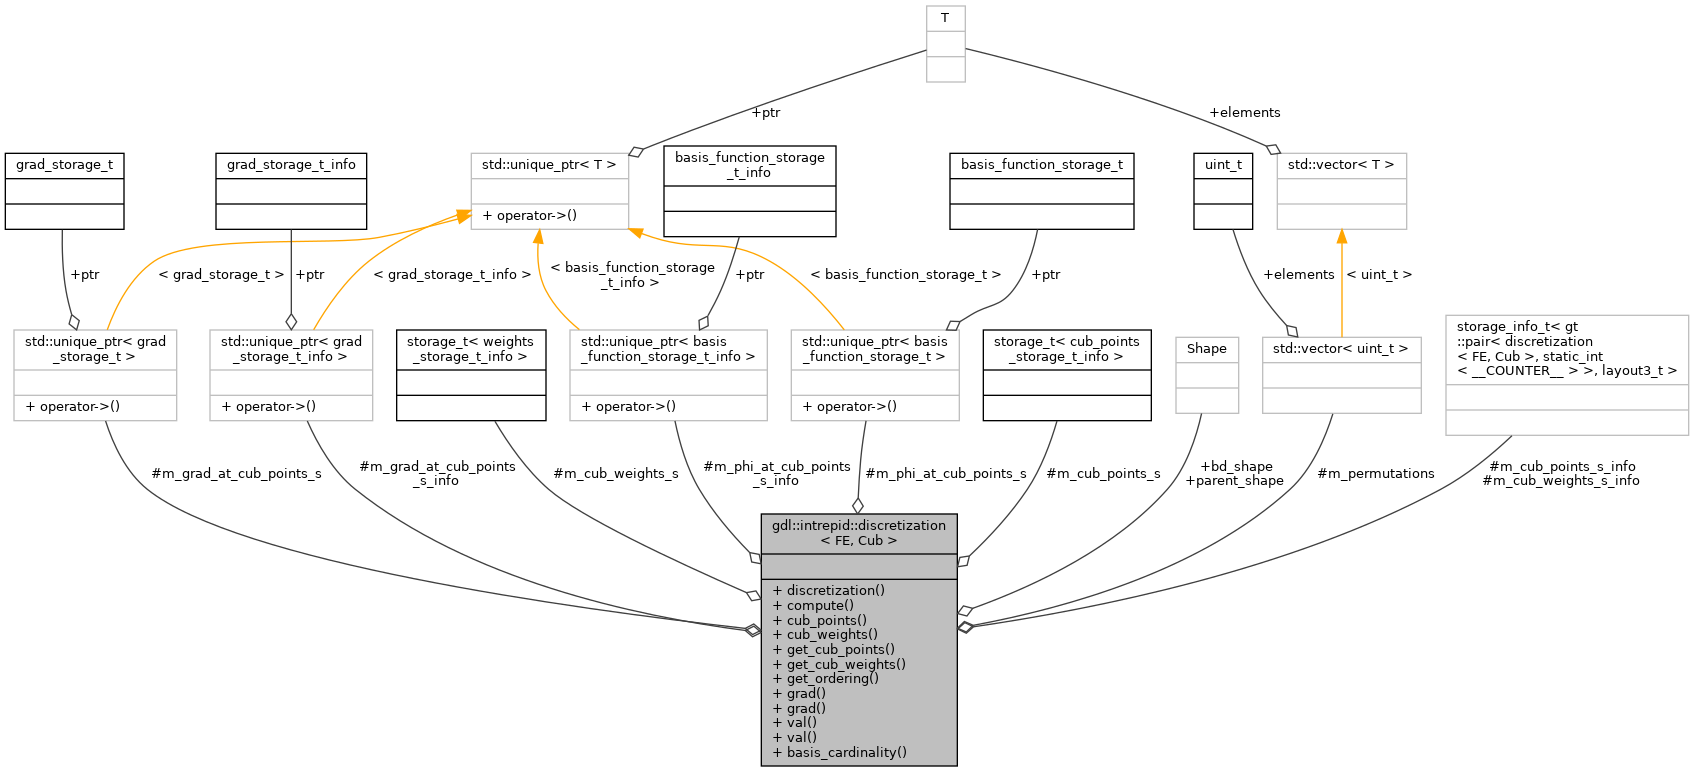 T
+ptr
+elements
grad_storage_t
grad_storage_t_info
std::unique_ptr< T >
+ operator->()
basis_function_storage
_t_info
basis_function_storage_t
uint_t
std::vector< T >
+ptr
< grad_storage_t >
+ptr
< grad_storage_t_info >
< basis_function_storage
_t_info >
+ptr
< basis_function_storage_t >
+ptr
+elements
< uint_t >
std::unique_ptr< grad
_storage_t >
+ operator->()
std::unique_ptr< grad
_storage_t_info >
+ operator->()
storage_t< weights
_storage_t_info >
std::unique_ptr< basis
_function_storage_t_info >
+ operator->()
std::unique_ptr< basis
_function_storage_t >
+ operator->()
storage_t< cub_points
_storage_t_info >
Shape
std::vector< uint_t >
storage_info_t< gt
::pair< discretization
< FE, Cub >, static_int
< __COUNTER__ > >, layout3_t >
#m_grad_at_cub_points_s
#m_grad_at_cub_points
_s_info
#m_cub_weights_s
#m_phi_at_cub_points
_s_info
#m_phi_at_cub_points_s
#m_cub_points_s
+bd_shape
+parent_shape
#m_permutations
#m_cub_points_s_info
#m_cub_weights_s_info
gdl::intrepid::discretization
< FE, Cub >
+ discretization()
+ compute()
+ cub_points()
+ cub_weights()
+ get_cub_points()
+ get_cub_weights()
+ get_ordering()
+ grad()
+ grad()
+ val()
+ val()
+ basis_cardinality()